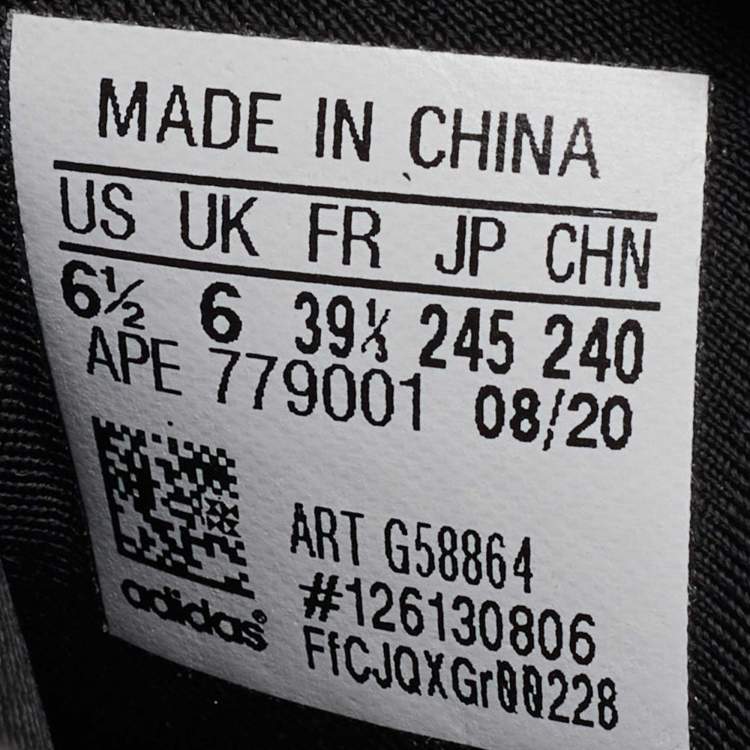 MADE IN CHINA
US UK FR JP CHN
6½ 6 39⅓ 245 240
APE 779001 08/20
ART G58864
#126130806
adidas®
FfCJQXGr00228